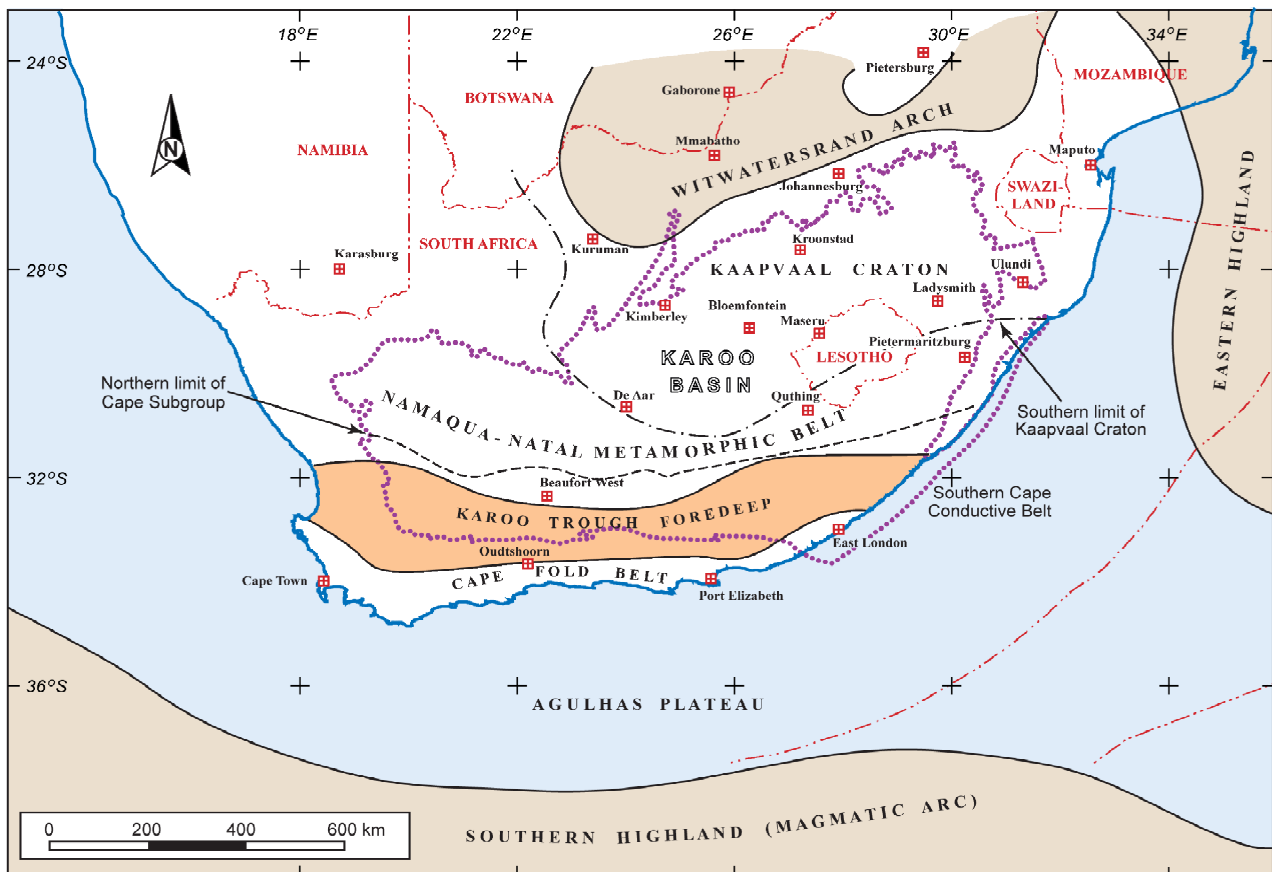 18°E
22°E
26°E
30°E
34°E
24°S
28°S
32°S
36°S
N
NAMIBIA
BOTSWANA
SOUTH AFRICA
MOZAMBIQUE
SWAZI-
LAND
LESOTHO
Pietersburg
Gaborone
Mmabatho
WITWATERSRAND ARCH
Johannesburg
Maputo
Karasburg
Kuruman
Kroonstad
KAAPVAAL CRATON
Ulundi
Ladysmith
Kimberley
Bloemfontein
Maseru
Pietermaritzburg
KAROO
BASIN
De Aar
Quthing
EASTERN HIGHLAND
Northern limit of
Cape Subgroup
NAMAQUA-NATAL METAMORPHIC BELT
Southern limit of
Kaapvaal Craton
Beaufort West
KAROO TROUGH FOREDEEP
Southern Cape
Conductive Belt
Oudtshoorn
East London
CAPE FOLD BELT
Cape Town
Port Elizabeth
AGULHAS PLATEAU
SOUTHERN HIGHLAND (MAGMATIC ARC)
0 200 400 600 km